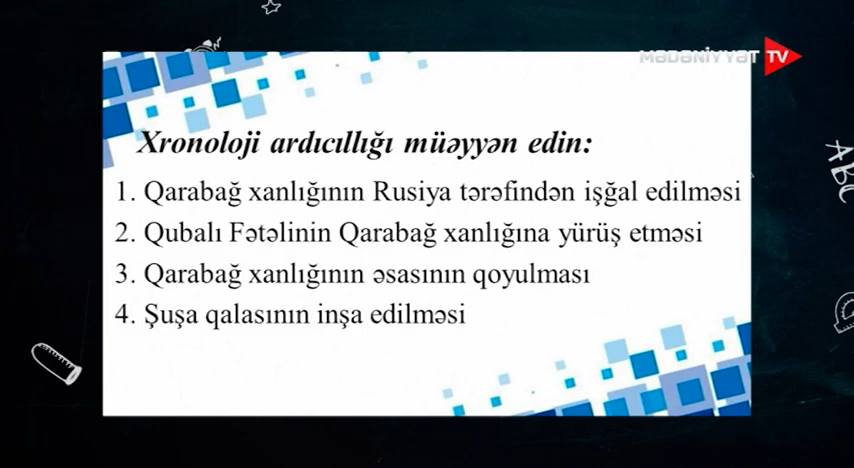 MƏDƏNİYYƏT TV
Xronoloji ardıcıllığı müəyyən edin:
1. Qarabağ xanlığının Rusiya tərəfindən işğal edilməsi
2. Qubalı Fətəlinin Qarabağ xanlığına yürüş etməsi
3. Qarabağ xanlığının əsasının qoyulması
4. Şuşa qalasının inşa edilməsi
ABC